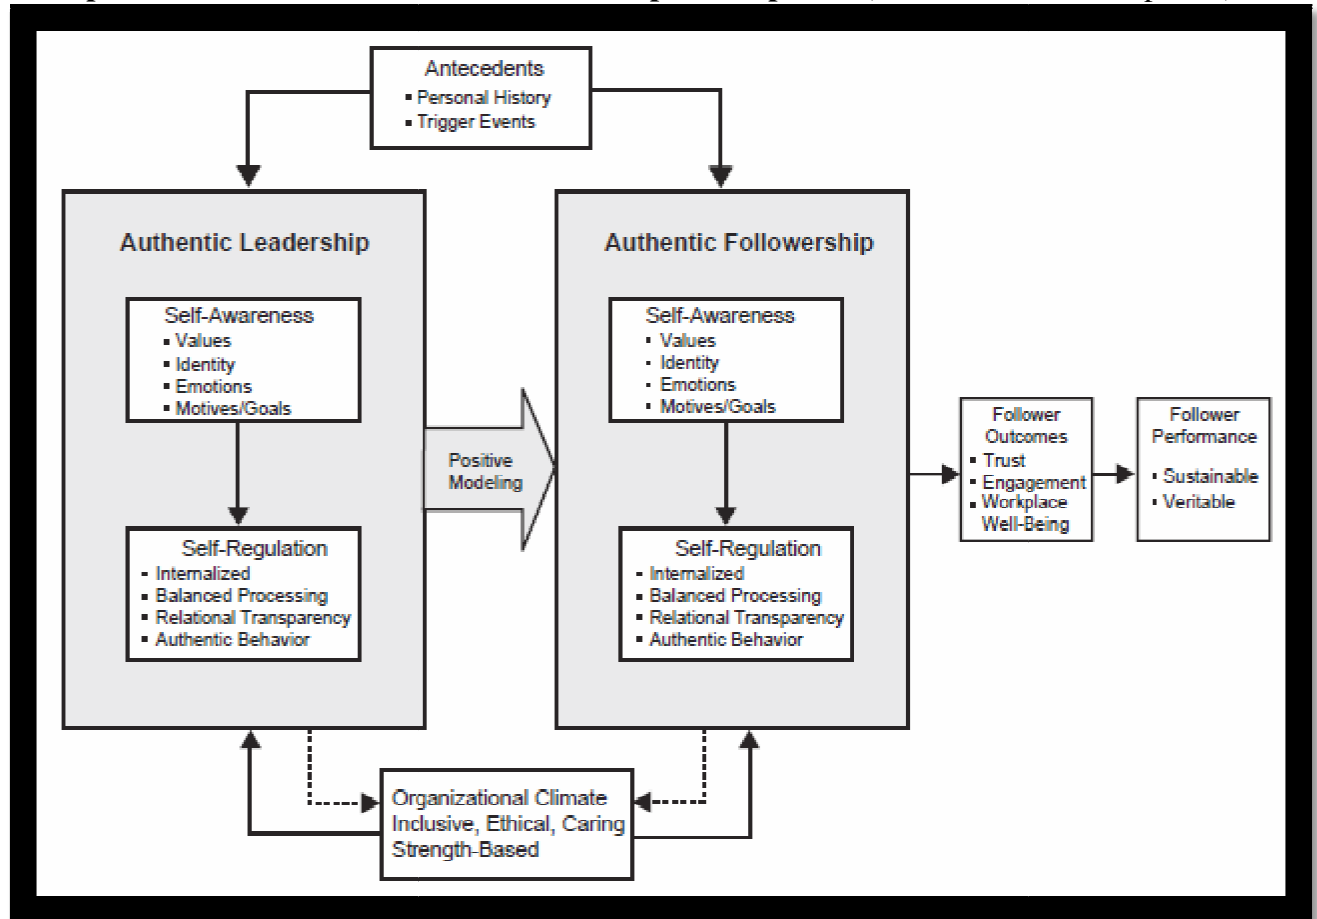 Antecedents
▪ Personal History
▪ Trigger Events
Authentic Leadership
Self-Awareness
▪ Values
▪ Identity
▪ Emotions
▪ Motives/Goals
Self-Regulation
▪ Internalized
▪ Balanced Processing
▪ Relational Transparency
▪ Authentic Behavior
Positive
Modeling
Authentic Followership
Self-Awareness
▪ Values
▪ Identity
▪ Emotions
▪ Motives/Goals
Self-Regulation
▪ Internalized
▪ Balanced Processing
▪ Relational Transparency
▪ Authentic Behavior
Follower
Outcomes
▪ Trust
▪ Engagement
▪ Workplace
Well-Being
Follower
Performance
▪ Sustainable
▪ Veritable
Organizational Climate
Inclusive, Ethical, Caring
Strength-Based